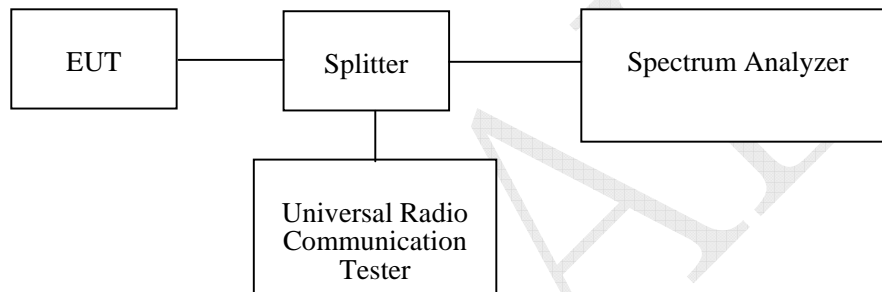 EUT
Splitter
Spectrum Analyzer
Universal Radio
Communication
Tester